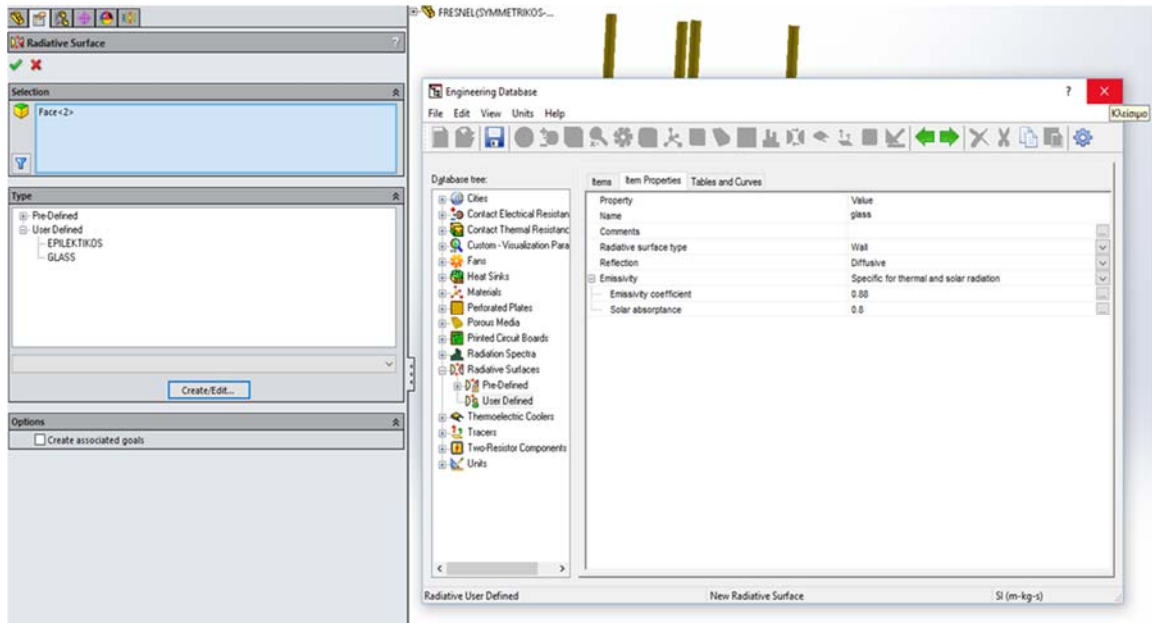 FRESNEL(SYMMETRIKOS-...
Radiative Surface
?
Selection
Face<2>
Type
Pre-Defined
User Defined
EPILEKTIKOS
GLASS
Create/Edit...
Options
Create associated goals
Engineering Database
?
Κλείσιμο
File Edit View Units Help
Database tree:
Cities
Contact Electrical Resistan
Contact Thermal Resistanc
Custom - Visualization Para
Fans
Heat Sinks
Materials
Perforated Plates
Porous Media
Printed Circuit Boards
Radiation Spectra
Radiative Surfaces
Pre-Defined
User Defined
Thermoelectric Coolers
Tracers
Two-Resistor Components
Units
Items Item Properties Tables and Curves
Property Value
Name glass
Comments
Radiative surface type Wall
Reflection Diffusive
Emissivity Specific for thermal and solar radiation
Emissivity coefficient 0.88
Solar absorptance 0.8
Radiative User Defined New Radiative Surface SI (m-kg-s)